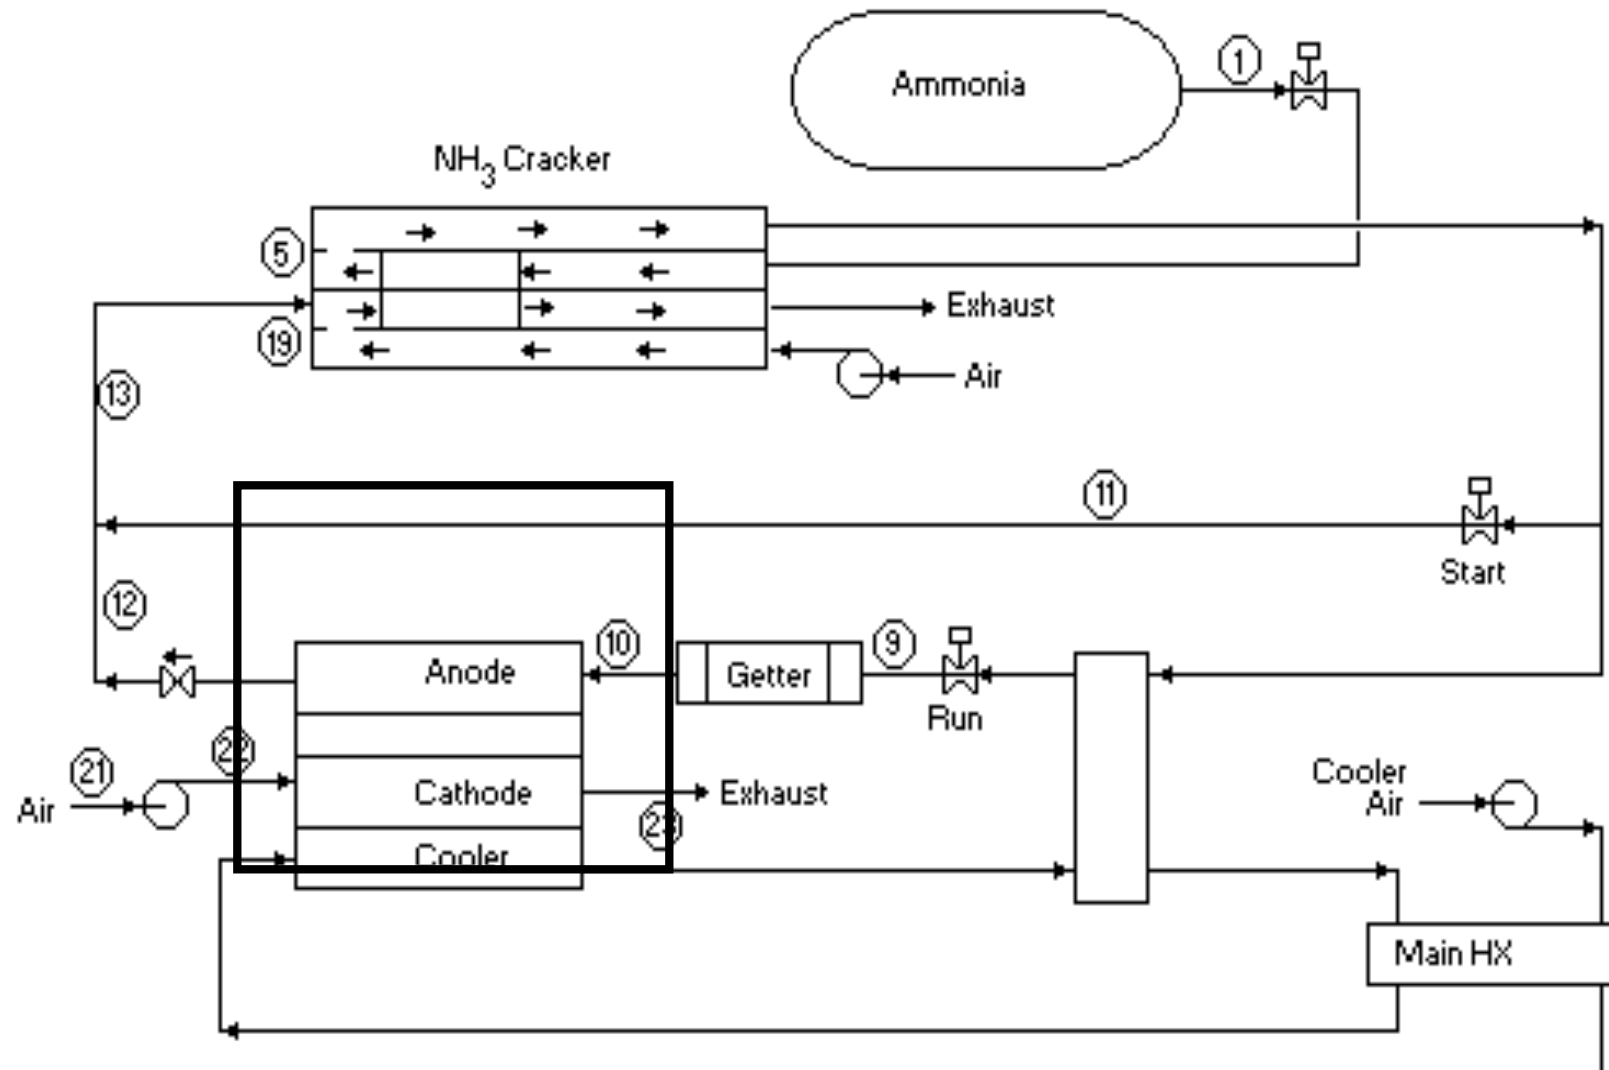 Ammonia
1
NH3 Cracker
5
Exhaust
19
Air
13
11
Start
12
10
Getter
9
Run
Anode
22
21
Air
Cathode
Exhaust
23
Cooler
Cooler
Air
Main HX